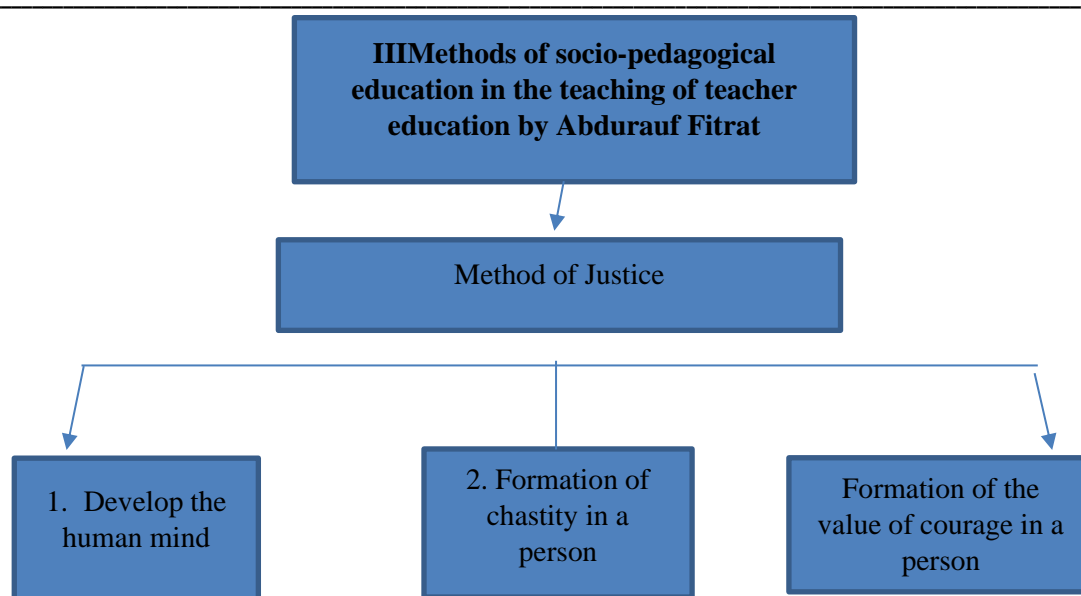 IIIMethods of socio-pedagogical
education in the teaching of teacher
education by Abdurauf Fitrat
Method of Justice
1. Develop the
human mind
2. Formation of
chastity in a
person
Formation of the
value of courage in a
person